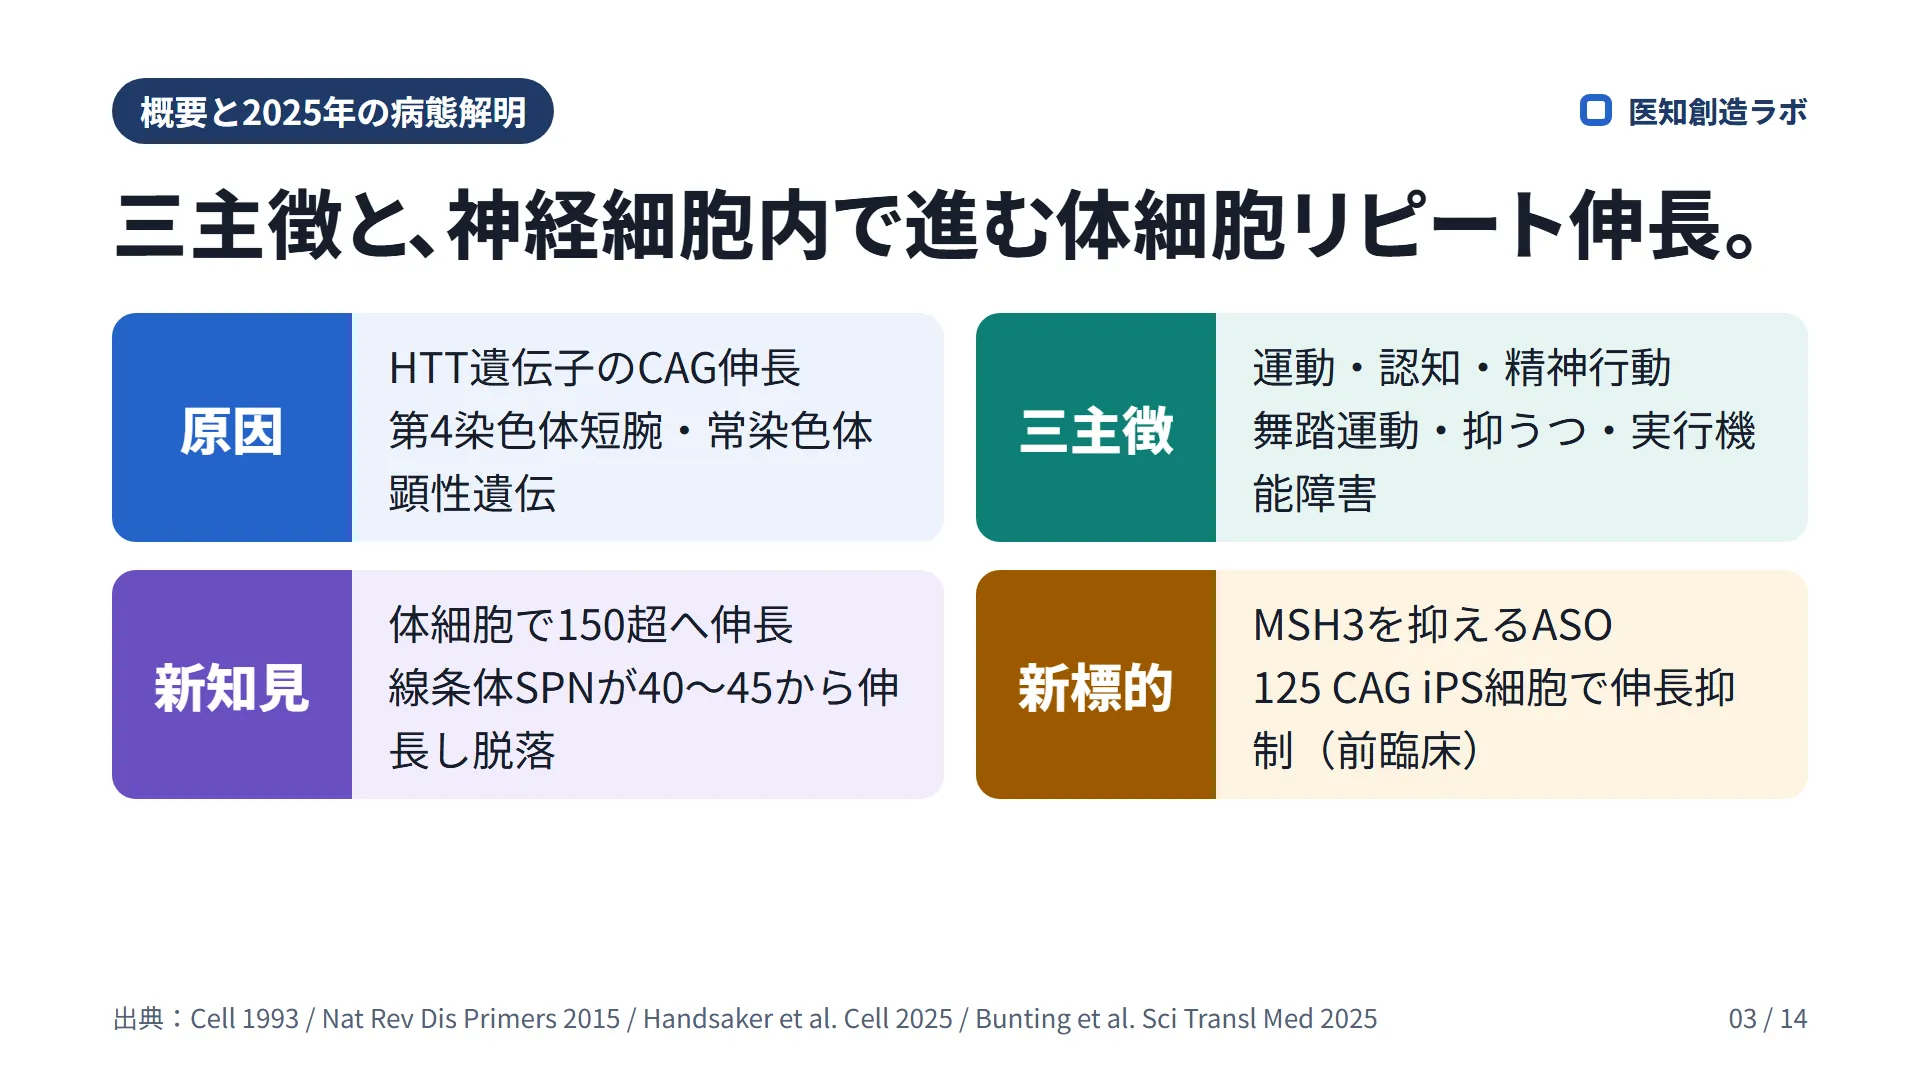 概要と2025年の病態解明
医知創造ラボ
三主徴と、神経細胞内で進む体細胞リピート伸長。
原因
HTT遺伝子のCAG伸長
第4染色体短腕・常染色体
顕性遺伝
三主徴
運動・認知・精神行動
舞踏運動・抑うつ・実行機
能障害
新知見
体細胞で150超へ伸長
線条体SPNが40〜45から伸
長し脱落
新標的
MSH3を抑えるASO
125 CAG iPS細胞で伸長抑
制（前臨床）
出典：Cell 1993 / Nat Rev Dis Primers 2015 / Handsaker et al. Cell 2025 / Bunting et al. Sci Transl Med 2025
03 / 14